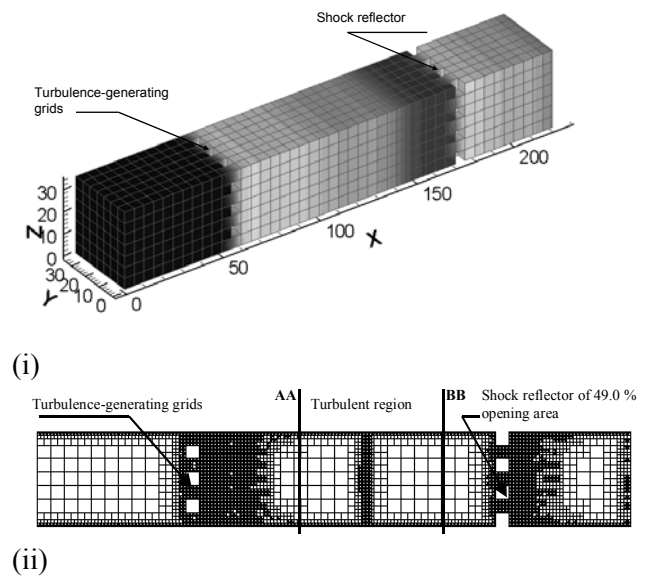 Shock reflector
Turbulence-generating
grids
30
20
10
0
Z
30
20
10
0
Y
0
50
100
150
200
X
(i)
AA
BB
Turbulence-generating grids
Turbulent region
Shock reflector of 49.0 %
opening area
(ii)